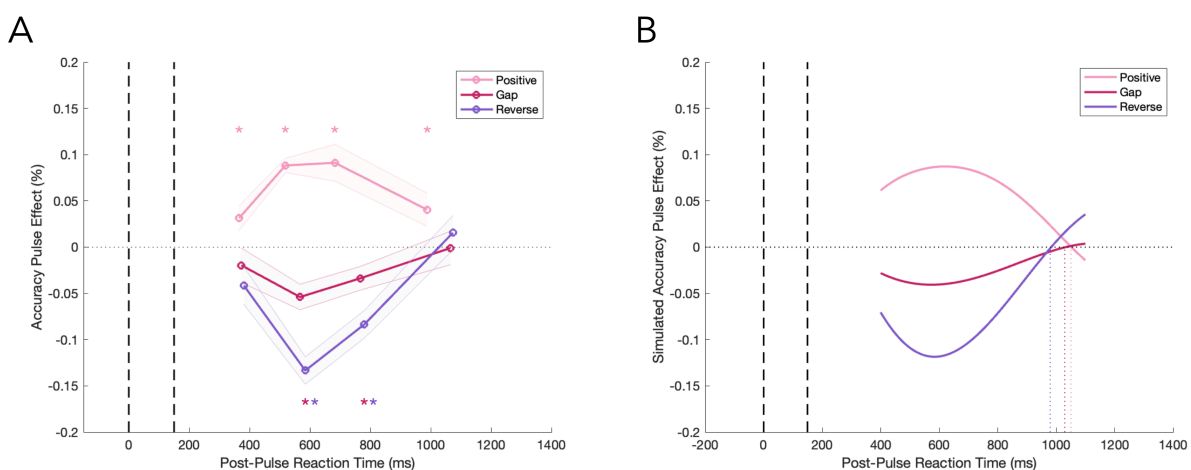 A
0.2
0.15
0.1
0.05
0
-0.05
-0.1
-0.15
-0.2
Accuracy Pulse Effect (%)
Positive
Gap
Reverse
* * * *
** **
0 200 400 600 800 1000 1200 1400
Post-Pulse Reaction Time (ms)
B
0.2
0.15
0.1
0.05
0
-0.05
-0.1
-0.15
-0.2
Simulated Accuracy Pulse Effect (%)
Positive
Gap
Reverse
-200 0 200 400 600 800 1000 1200 1400
Post-Pulse Reaction Time (ms)